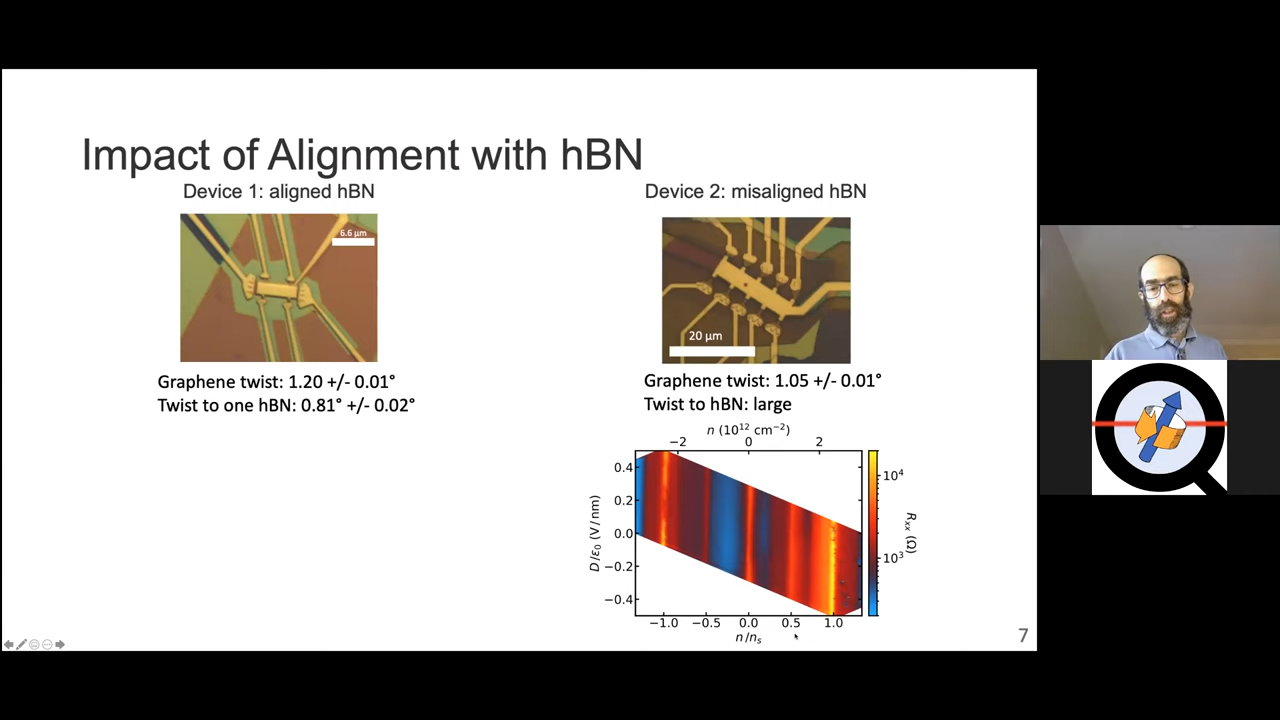 Impact of Alignment with hBN
Device 1: aligned hBN
6.6 µm
Graphene twist: 1.20 +/- 0.01°
Twist to one hBN: 0.81° +/- 0.02°
Device 2: misaligned hBN
20 µm
Graphene twist: 1.05 +/- 0.01°
Twist to hBN: large
n (10¹² cm⁻²)
−2 0 2
0.4
0.2
0.0
−0.2
−0.4
D/ε₀ (V/nm)
−1.0 −0.5 0.0 0.5 1.0
n/nₛ
10⁴
10³
Rₓₓ (Ω)
7